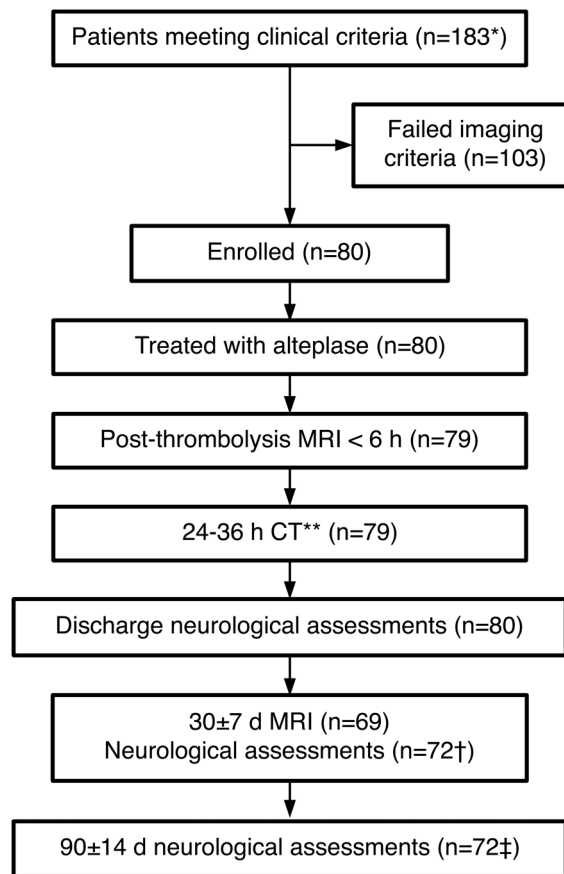 Patients meeting clinical criteria (n=183*)
Failed imaging
criteria (n=103)
Enrolled (n=80)
Treated with alteplase (n=80)
Post-thrombolysis MRI < 6 h (n=79)
24-36 h CT** (n=79)
Discharge neurological assessments (n=80)
30±7 d MRI (n=69)
Neurological assessments (n=72†)
90±14 d neurological assessments (n=72‡)